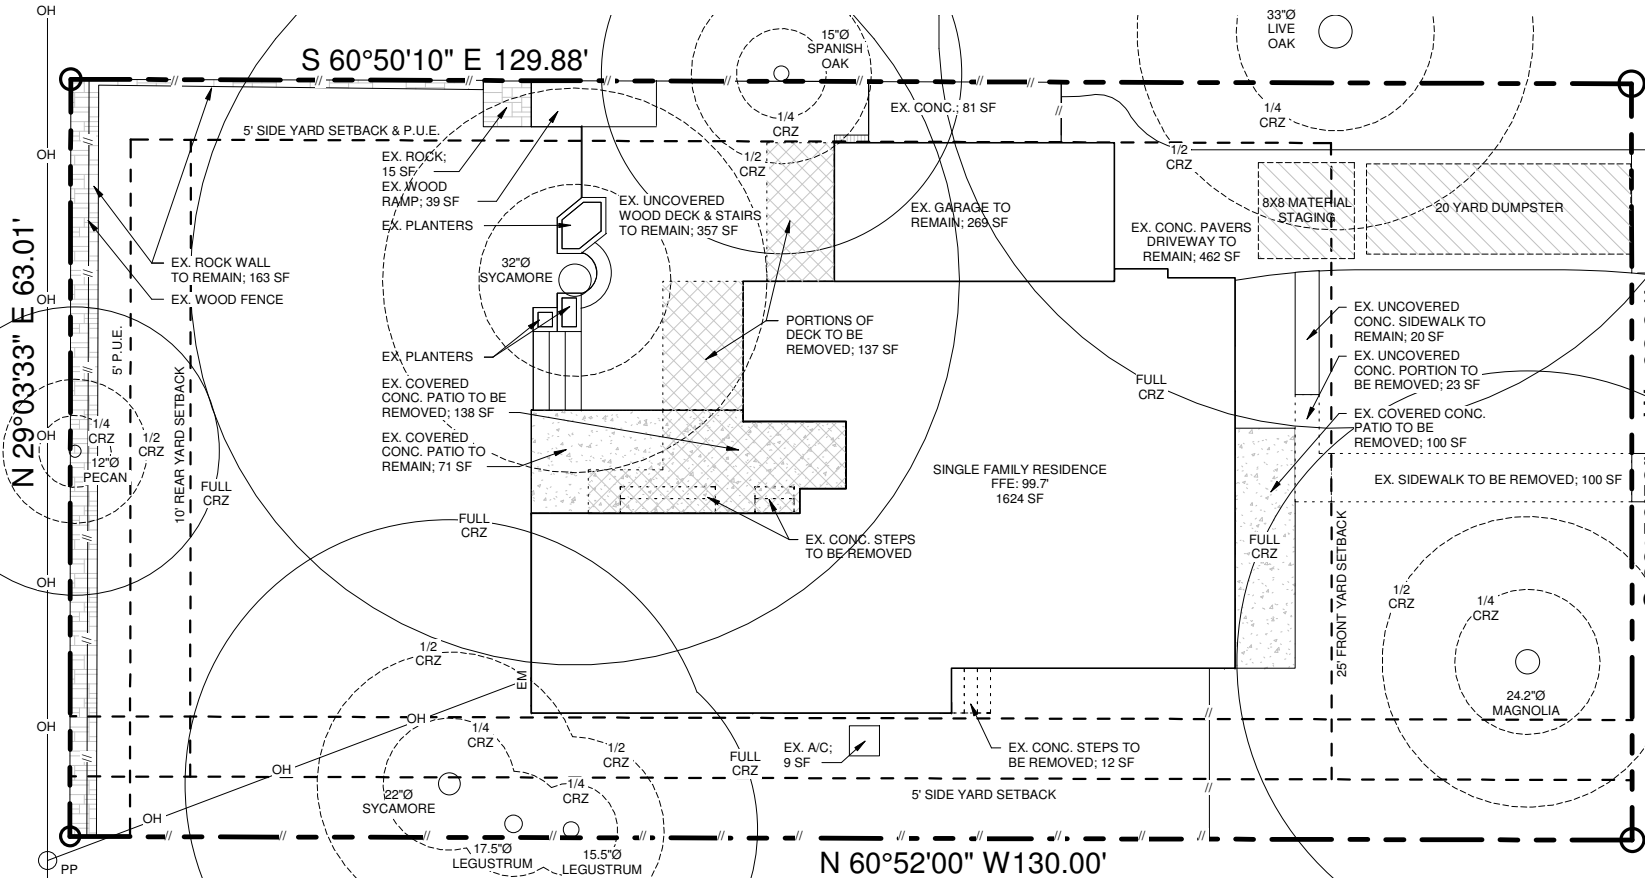 OH
S 60°50'10" E 129.88'
15"Ø
SPANISH
OAK
33"Ø
LIVE
OAK
EX. CONC.; 81 SF
1/4
CRZ
1/4
CRZ
5' SIDE YARD SETBACK & P.U.E.
OH
EX. ROCK;
15 SF
EX. WOOD
RAMP; 39 SF
1/2
CRZ
1/2
CRZ
EX. PLANTERS
EX. UNCOVERED
WOOD DECK & STAIRS
TO REMAIN; 357 SF
EX. GARAGE TO
REMAIN; 269 SF
8X8 MATERIAL
STAGING
20 YARD DUMPSTER
EX. CONC. PAVERS
DRIVEWAY TO
REMAIN; 462 SF
N 29°03'33" E 63.01'
EX. ROCK WALL
TO REMAIN; 163 SF
EX. WOOD FENCE
32"Ø
SYCAMORE
OH
EX. UNCOVERED
CONC. SIDEWALK TO
REMAIN; 20 SF
PORTIONS OF
DECK TO BE
REMOVED; 137 SF
5' P.U.E.
EX. PLANTERS
EX. UNCOVERED
CONC. PORTION TO
BE REMOVED; 23 SF
EX. COVERED
CONC. PATIO TO BE
REMOVED; 138 SF
FULL
CRZ
10' REAR YARD SETBACK
EX. COVERED CONC.
PATIO TO BE
REMOVED; 100 SF
OH
1/4
CRZ
1/2
CRZ
EX. COVERED
CONC. PATIO TO
REMAIN; 71 SF
12"Ø
PECAN
SINGLE FAMILY RESIDENCE
FFE: 99.7'
1624 SF
EX. SIDEWALK TO BE REMOVED; 100 SF
FULL
CRZ
FULL
CRZ
EX. CONC. STEPS
TO BE REMOVED
FULL
CRZ
25' FRONT YARD SETBACK
OH
1/2
CRZ
1/4
CRZ
1/2
CRZ
EM
24.2"Ø
MAGNOLIA
OH
OH
1/4
CRZ
1/2
CRZ
FULL
CRZ
EX. A/C;
9 SF
EX. CONC. STEPS TO
BE REMOVED; 12 SF
OH
22"Ø
SYCAMORE
1/4
CRZ
5' SIDE YARD SETBACK
OH
17.5"Ø
LEGUSTRUM
15.5"Ø
LEGUSTRUM
N 60°52'00" W130.00'
PP